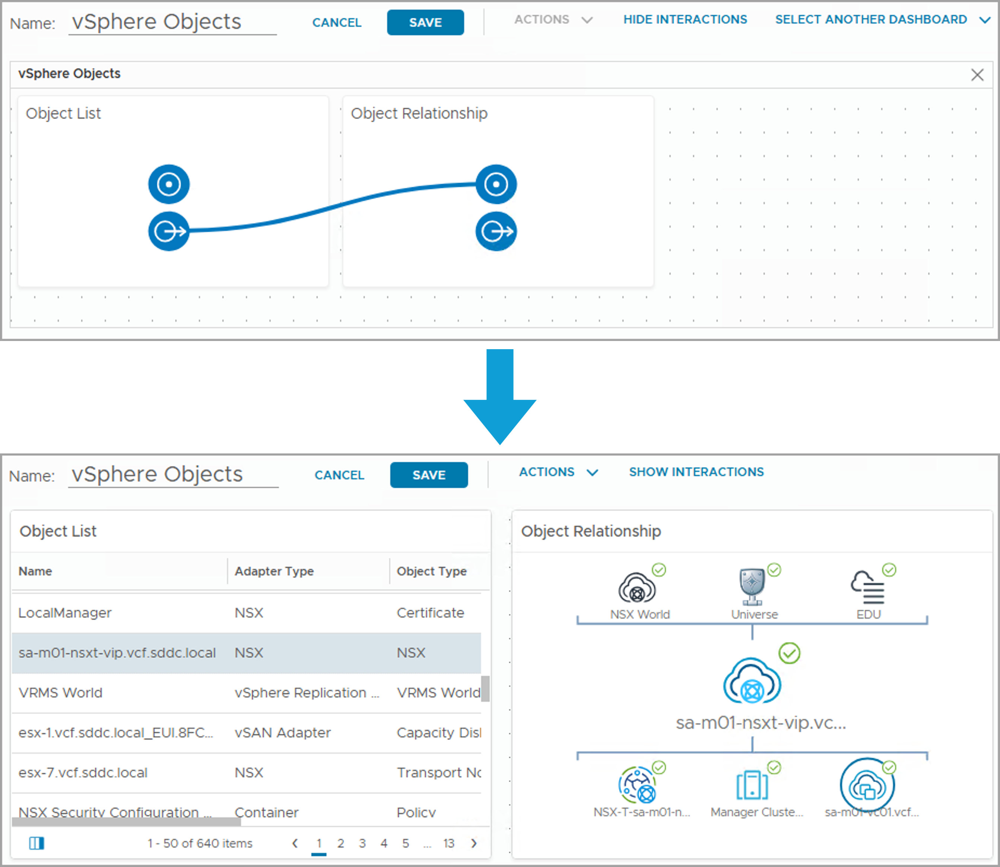 Name: vSphere Objects CANCEL SAVE ACTIONS HIDE INTERACTIONS SELECT ANOTHER DASHBOARD
vSphere Objects
Object List Object Relationship
Name: vSphere Objects CANCEL SAVE ACTIONS SHOW INTERACTIONS
Object List
Name Adapter Type Object Type
LocalManager NSX Certificate
sa-m01-nsxt-vip.vcf.sddc.local NSX NSX
VRMS World vSphere Replication ... VRMS World
esx-1.vcf.sddc.local_EUI.8FC... vSAN Adapter Capacity Disl
esx-7.vcf.sddc.local NSX Transport Nc
NSX Security Configuration ... Container Policy
1 - 50 of 640 items 1 2 3 4 5 ... 13
Object Relationship
NSX World Universe EDU
sa-m01-nsxt-vip.vc...
NSX-T-sa-m01-n... Manager Cluste... sa-m01-vc01.vcf...